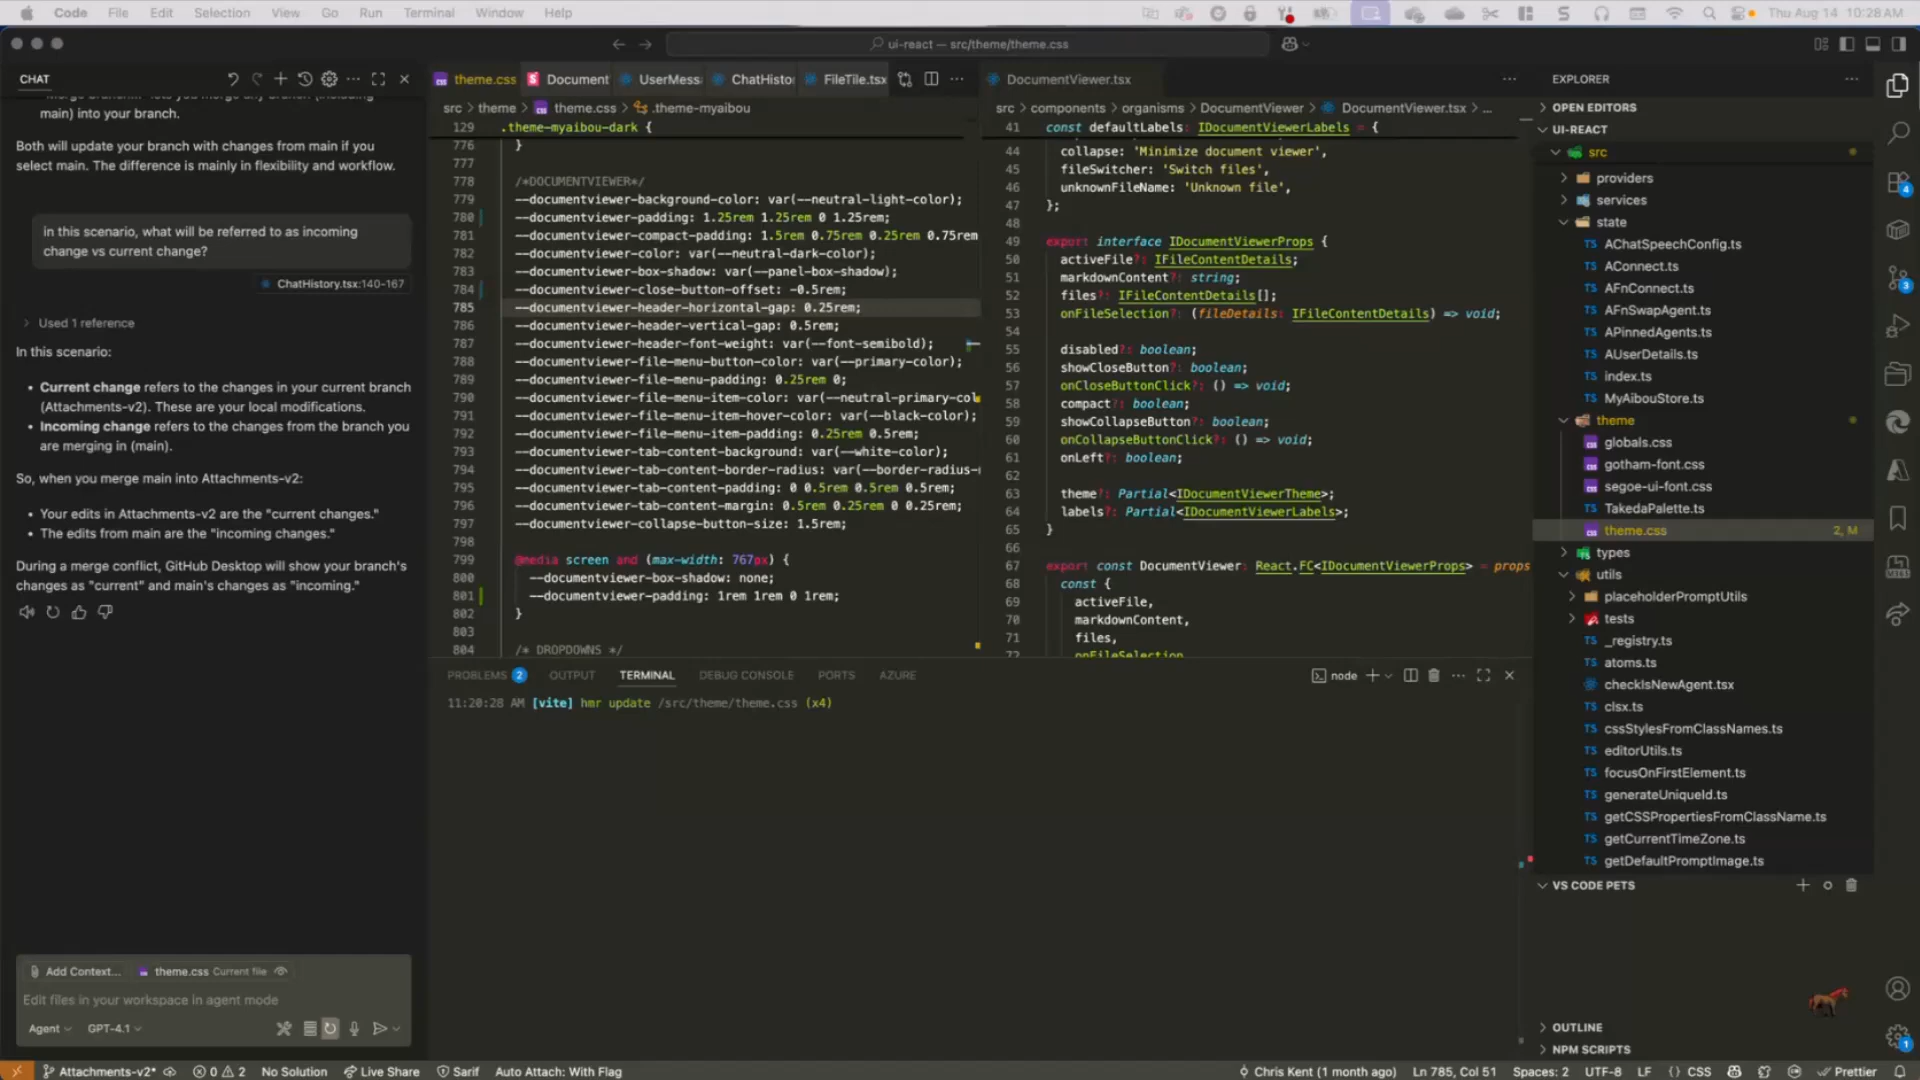 Code File Edit Selection View Go Run Terminal Window Help
Thu Aug 14 10:28 AM
ui-react — src/theme/theme.css
CHAT
main) into your branch.
Both will update your branch with changes from main if you
select main. The difference is mainly in flexibility and workflow.
in this scenario, what will be referred to as incoming
change vs current change?
ChatHistory.tsx:140-167
Used 1 reference
In this scenario:
• Current change refers to the changes in your current branch
(Attachments-v2). These are your local modifications.
• Incoming change refers to the changes from the branch you
are merging in (main).
So, when you merge main into Attachments-v2:
• Your edits in Attachments-v2 are the "current changes."
• The edits from main are the "incoming changes."
During a merge conflict, GitHub Desktop will show your branch's
changes as "current" and main's changes as "incoming."
Add Context... theme.css Current file
Edit files in your workspace in agent mode
Agent GPT-4.1
theme.css Document UserMess ChatHisto FileTile.tsx
src > theme > theme.css > .theme-myaibou
129 .theme-myaibou-dark {
776 }
777
778 /*DOCUMENTVIEWER*/
779 --documentviewer-background-color: var(--neutral-light-color);
780 --documentviewer-padding: 1.25rem 1.25rem 0 1.25rem;
781 --documentviewer-compact-padding: 1.5rem 0.75rem 0.25rem 0.75rem
782 --documentviewer-color: var(--neutral-dark-color);
783 --documentviewer-box-shadow: var(--panel-box-shadow);
784 --documentviewer-close-button-offset: -0.5rem;
785 --documentviewer-header-horizontal-gap: 0.25rem;
786 --documentviewer-header-vertical-gap: 0.5rem;
787 --documentviewer-header-font-weight: var(--font-semibold);
788 --documentviewer-file-menu-button-color: var(--primary-color);
789 --documentviewer-file-menu-padding: 0.25rem 0;
790 --documentviewer-file-menu-item-color: var(--neutral-primary-col
791 --documentviewer-file-menu-item-hover-color: var(--black-color);
792 --documentviewer-file-menu-item-padding: 0.25rem 0.5rem;
793 --documentviewer-tab-content-background: var(--white-color);
794 --documentviewer-tab-content-border-radius: var(--border-radius-
795 --documentviewer-tab-content-padding: 0 0.5rem 0.5rem 0.5rem;
796 --documentviewer-tab-content-margin: 0.5rem 0.25rem 0 0.25rem;
797 --documentviewer-collapse-button-size: 1.5rem;
798
799 @media screen and (max-width: 767px) {
800 --documentviewer-box-shadow: none;
801 --documentviewer-padding: 1rem 1rem 0 1rem;
802 }
803
804 /* DROPDOWNS */
DocumentViewer.tsx
src > components > organisms > DocumentViewer > DocumentViewer.tsx > ...
41 const defaultLabels: IDocumentViewerLabels = {
44 collapse: 'Minimize document viewer',
45 fileSwitcher: 'Switch files',
46 unknownFileName: 'Unknown file',
47 };
48
49 export interface IDocumentViewerProps {
50 activeFile?: IFileContentDetails;
51 markdownContent?: string;
52 files?: IFileContentDetails[];
53 onFileSelection?: (fileDetails: IFileContentDetails) => void;
54
55 disabled?: boolean;
56 showCloseButton?: boolean;
57 onCloseButtonClick?: () => void;
58 compact?: boolean;
59 showCollapseButton?: boolean;
60 onCollapseButtonClick?: () => void;
61 onLeft?: boolean;
62
63 theme?: Partial<IDocumentViewerTheme>;
64 labels?: Partial<IDocumentViewerLabels>;
65 }
66
67 export const DocumentViewer: React.FC<IDocumentViewerProps> = props
68 const {
69 activeFile,
70 markdownContent,
71 files,
72 onFileSelection
PROBLEMS 2 OUTPUT TERMINAL DEBUG CONSOLE PORTS AZURE
node
11:20:28 AM [vite] hmr update /src/theme/theme.css (x4)
EXPLORER
OPEN EDITORS
UI-REACT
src
providers
services
state
TS AChatSpeechConfig.ts
TS AConnect.ts
TS AFnConnect.ts
TS AFnSwapAgent.ts
TS APinnedAgents.ts
TS AUserDetails.ts
TS index.ts
TS MyAibouStore.ts
theme
globals.css
gotham-font.css
segoe-ui-font.css
TS TakedaPalette.ts
theme.css 2, M
types
utils
placeholderPromptUtils
tests
TS _registry.ts
TS atoms.ts
checkIsNewAgent.tsx
TS clsx.ts
TS cssStylesFromClassNames.ts
TS editorUtils.ts
TS focusOnFirstElement.ts
TS generateUniqueId.ts
TS getCSSPropertiesFromClassName.ts
TS getCurrentTimeZone.ts
TS getDefaultPromptImage.ts
VS CODE PETS
OUTLINE
NPM SCRIPTS
4
3
1
Attachments-v2* 0 2 No Solution Live Share Sarif Auto Attach: With Flag
Chris Kent (1 month ago) Ln 785, Col 51 Spaces: 2 UTF-8 LF {} CSS Prettier